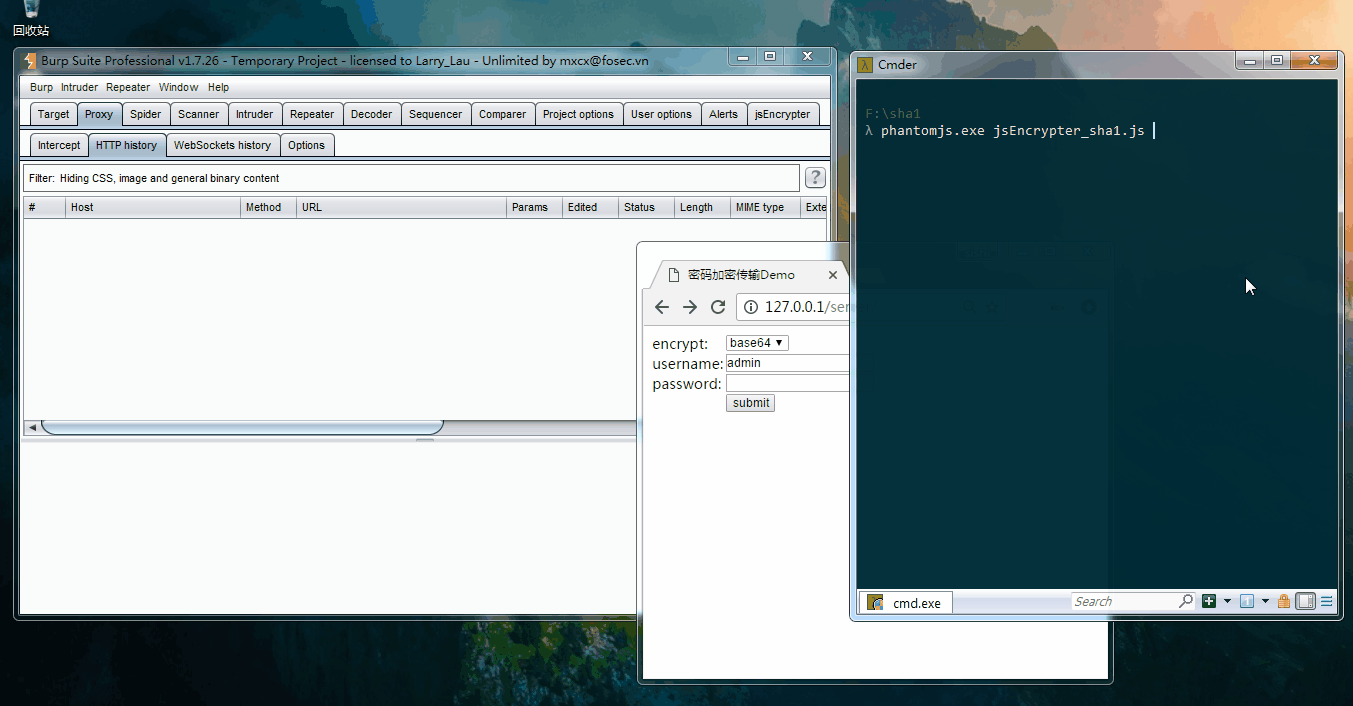 回收站
Burp Suite Professional v1.7.26 - Temporary Project - licensed to Larry_Lau - Unlimited by mxcx@fosec.vn
Burp Intruder Repeater Window Help
Target Proxy Spider Scanner Intruder Repeater Decoder Sequencer Comparer Project options User options Alerts jsEncrypter
Intercept HTTP history WebSockets history Options
Filter: Hiding CSS, image and general binary content
?
# Host Method URL Params Edited Status Length MIME type Exte
密码加密传输Demo
127.0.0.1/ser
encrypt: base64
username: admin
password:
submit
Cmder
F:\sha1
λ phantomjs.exe jsEncrypter_sha1.js
cmd.exe
Search